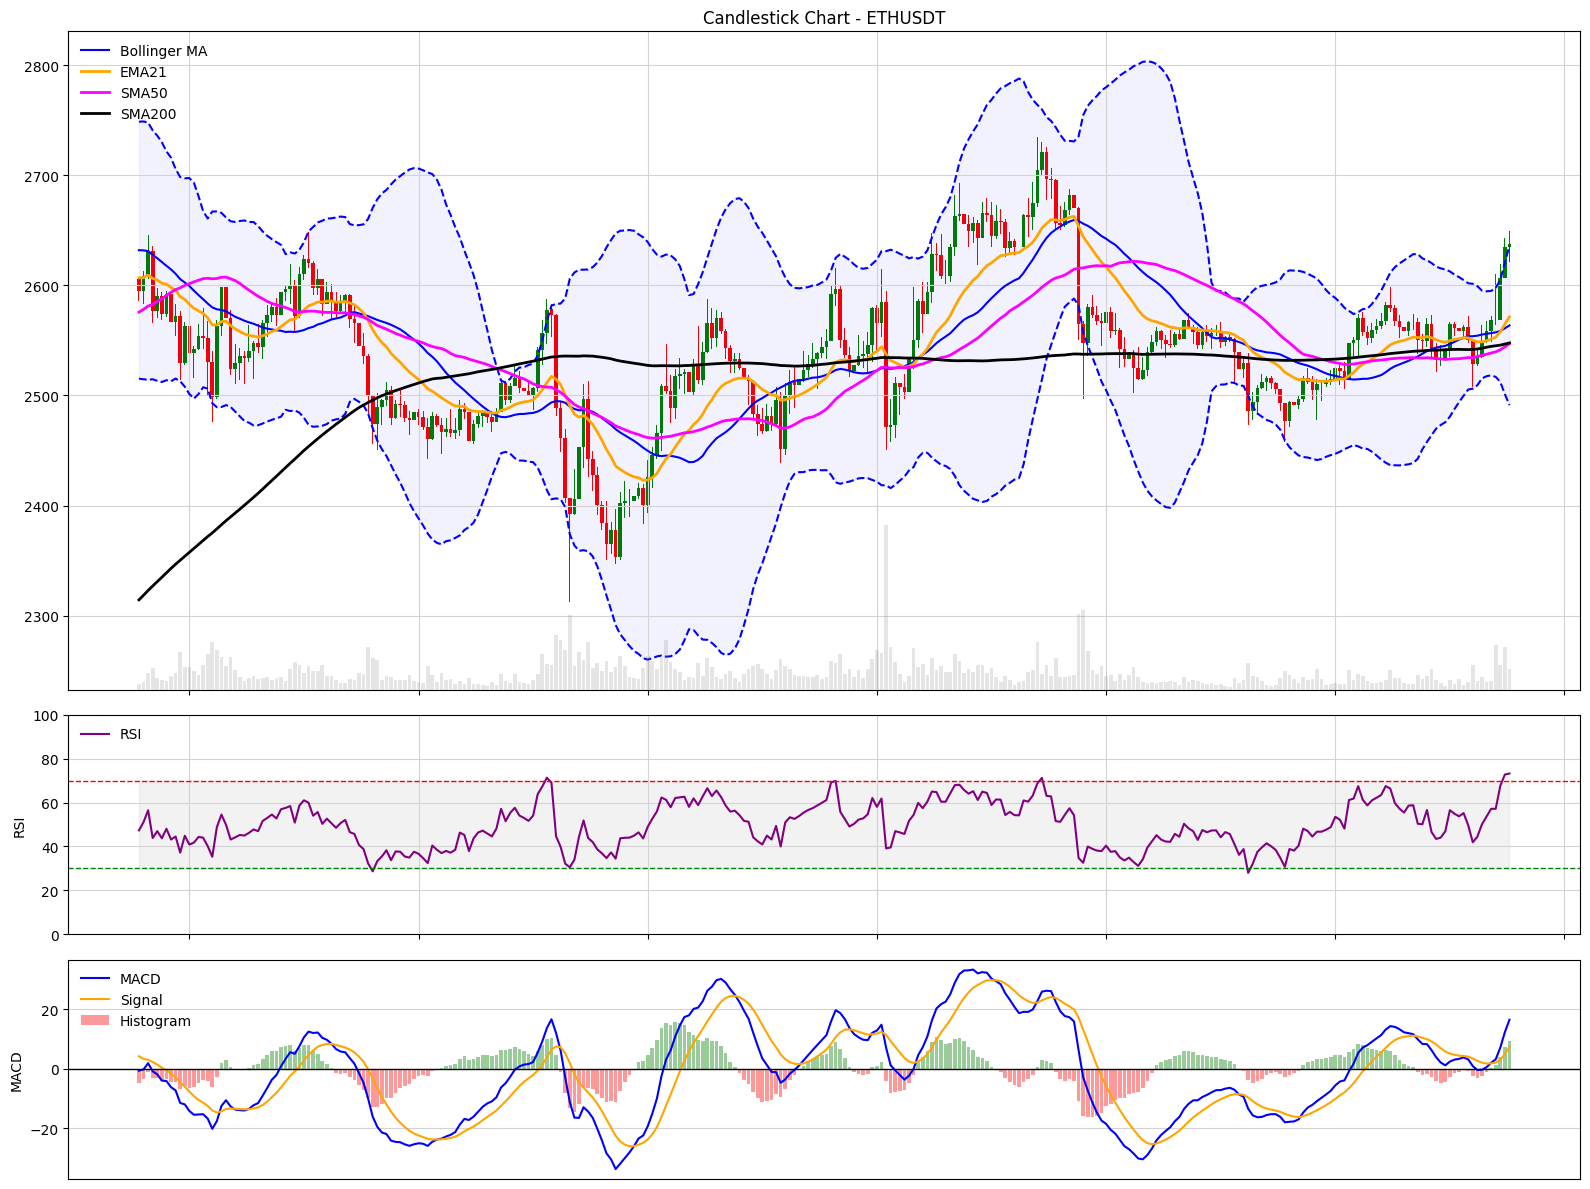 Candlestick Chart - ETHUSDT
Bollinger MA
EMA21
SMA50
SMA200
2800
2700
2600
2500
2400
2300
RSI
100
80
60
40
20
0
RSI
MACD
Signal
Histogram
20
0
−20
MACD